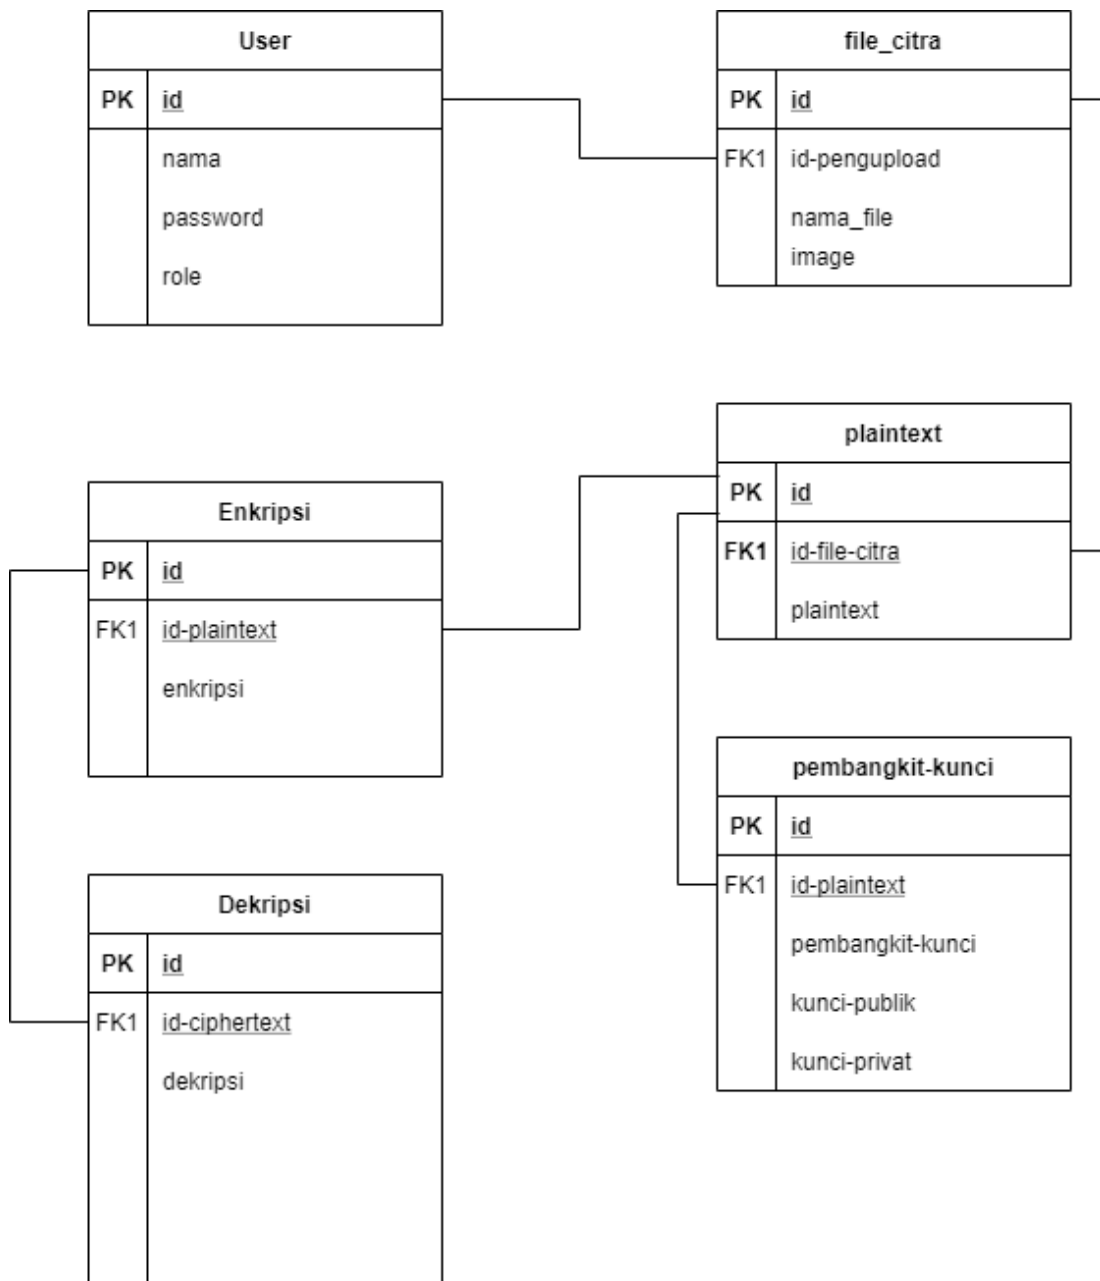 User
PK id
nama
password
role
file_citra
PK id
FK1 id-pengupload
nama_file
image
plaintext
PK id
FK1 id-file-citra
plaintext
Enkripsi
PK id
FK1 id-plaintext
enkripsi
pembangkit-kunci
PK id
FK1 id-plaintext
pembangkit-kunci
kunci-publik
kunci-privat
Dekripsi
PK id
FK1 id-ciphertext
dekripsi